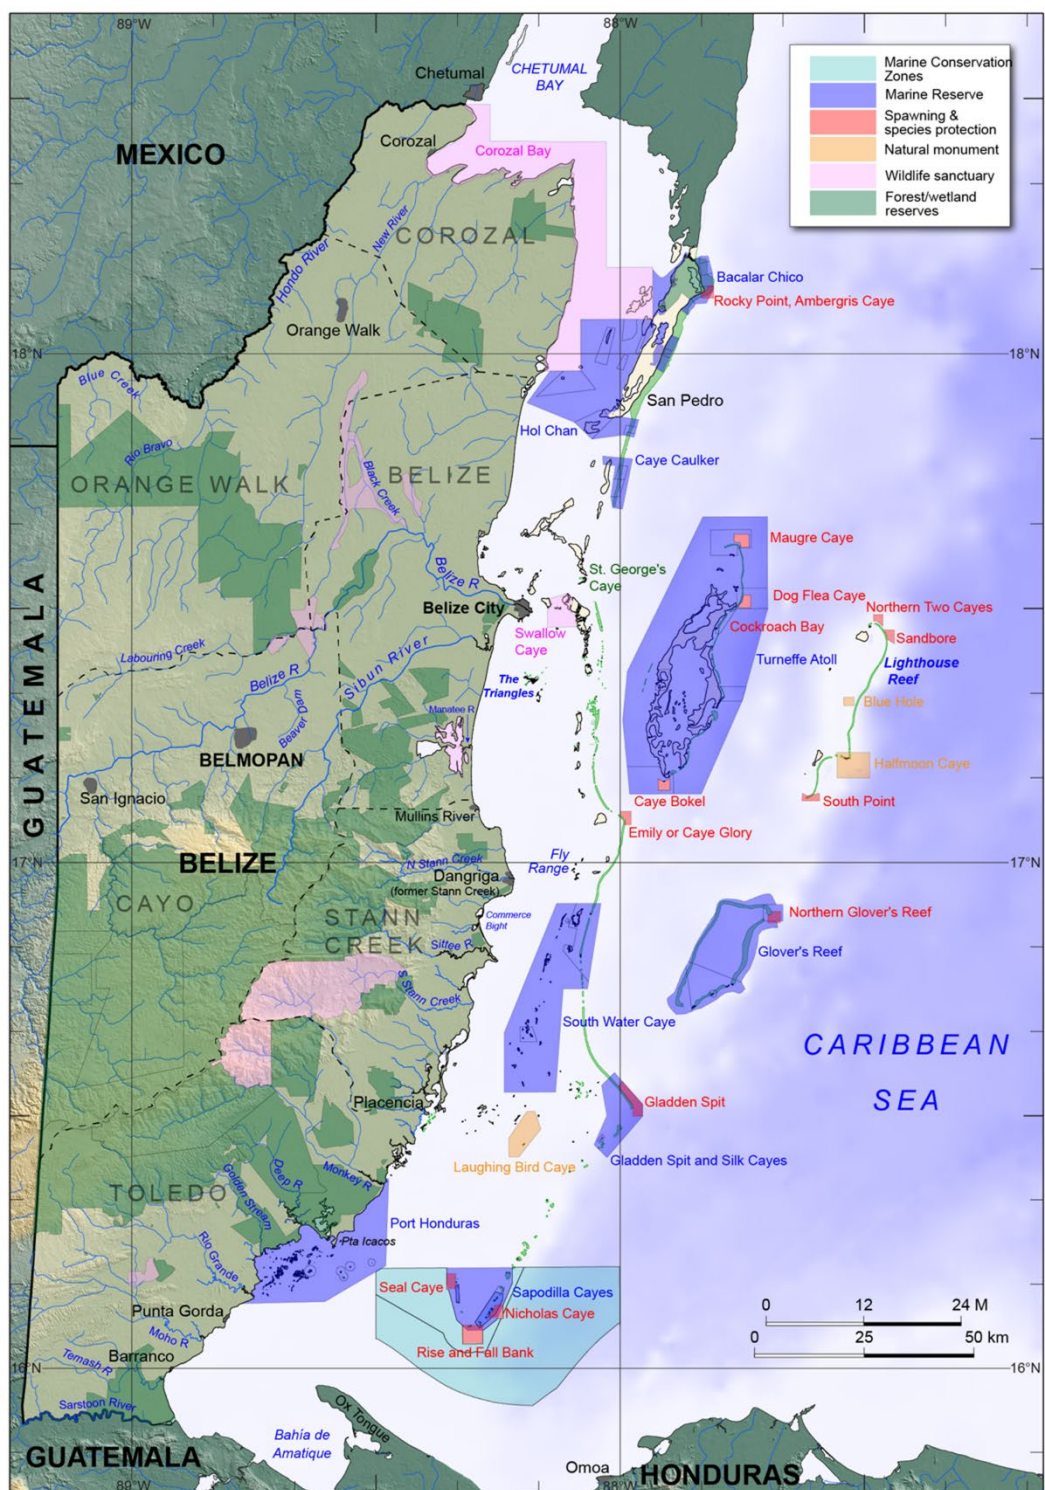 89°W
88°W
Chetumal
CHETUMAL
BAY
Marine Conservation
Zones
Marine Reserve
Spawning &
species protection
Natural monument
Wildlife sanctuary
Forest/wetland
reserves
MEXICO
Corozal
Corozal Bay
New River
COROZAL
Hondo River
Bacalar Chico
Rocky Point, Ambergris Caye
Orange Walk
18°N
18°N
Blue Creek
San Pedro
Hol Chan
Rio Bravo
Caye Caulker
ORANGE WALK
BELIZE
Black Creek
Maugre Caye
Belize R
St. George's
Caye
Dog Flea Caye
Belize City
Northern Two Cayes
Cockroach Bay
Swallow
Caye
Sandbore
GUATEMALA
Labouring Creek
Sibun River
Turneffe Atoll
Lighthouse
Reef
Belize R
The
Triangles
Beaver Dam
Manatee R
Blue Hole
BELMOPAN
Halfmoon Caye
San Ignacio
Caye Bokel
South Point
Mullins River
Emily or Caye Glory
17°N
BELIZE
N Stann Creek
Fly
Range
17°N
Dangriga
(former Stann Creek)
CAYO
STANN
CREEK
Commerce
Bight
Northern Glover's Reef
Sittee R
Glover's Reef
S Stann Creek
South Water Caye
CARIBBEAN
SEA
Placencia
Gladden Spit
Laughing Bird Caye
Gladden Spit and Silk Cayes
Monkey R
Deep R
TOLEDO
Golden Stream
Port Honduras
Pta Icacos
Rio Grande
Seal Caye
Sapodilla Cayes
Punta Gorda
Nicholas Caye
0 12 24 M
0 25 50 km
Moho R
Rise and Fall Bank
Barranco
Temash R
16°N
16°N
Sarstoon River
Ox Tongue
Bahía de
Amatique
GUATEMALA
Omoa
HONDURAS
89°W
88°W